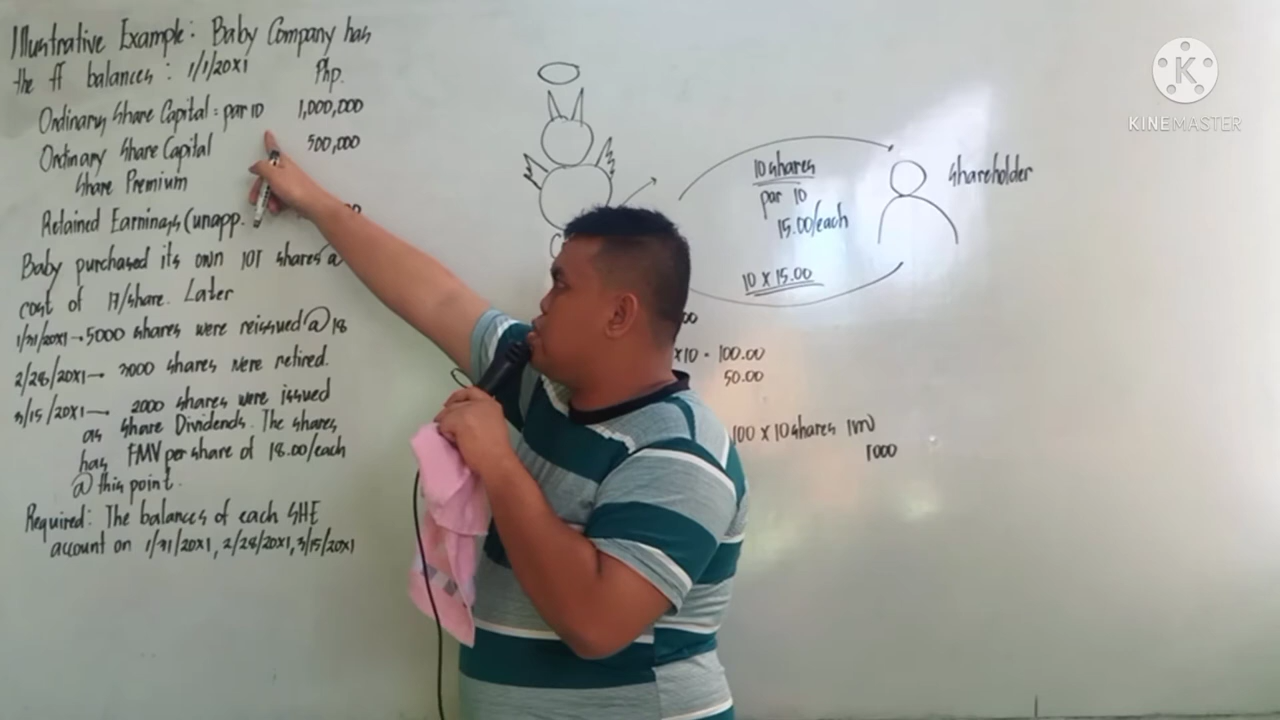 Illustrative Example: Baby Company has
the ff balances: 1/1/20x1 Php.
Ordinary Share Capital: par 10 1,000,000
Ordinary Share Capital 500,000
Share Premium
Retained Earnings (unapp.
Baby purchased its own 10T shares @
cost of 17/share. Later
1/31/20x1 → 5000 shares were reissued @ 18
2/28/20x1 → 3000 shares were retired.
3/15/20x1 → 2000 shares were issued
as Share Dividends. The shares
has FMV per share of 18.00/each
@ this point.
Required: The balances of each SHE
account on 1/31/20x1, 2/28/20x1, 3/15/20x1
10 shares
par 10
15.00/each
Shareholder
10 x 15.00
x10 = 100.00
50.00
100 x 10 shares
1000
K
KINEMASTER